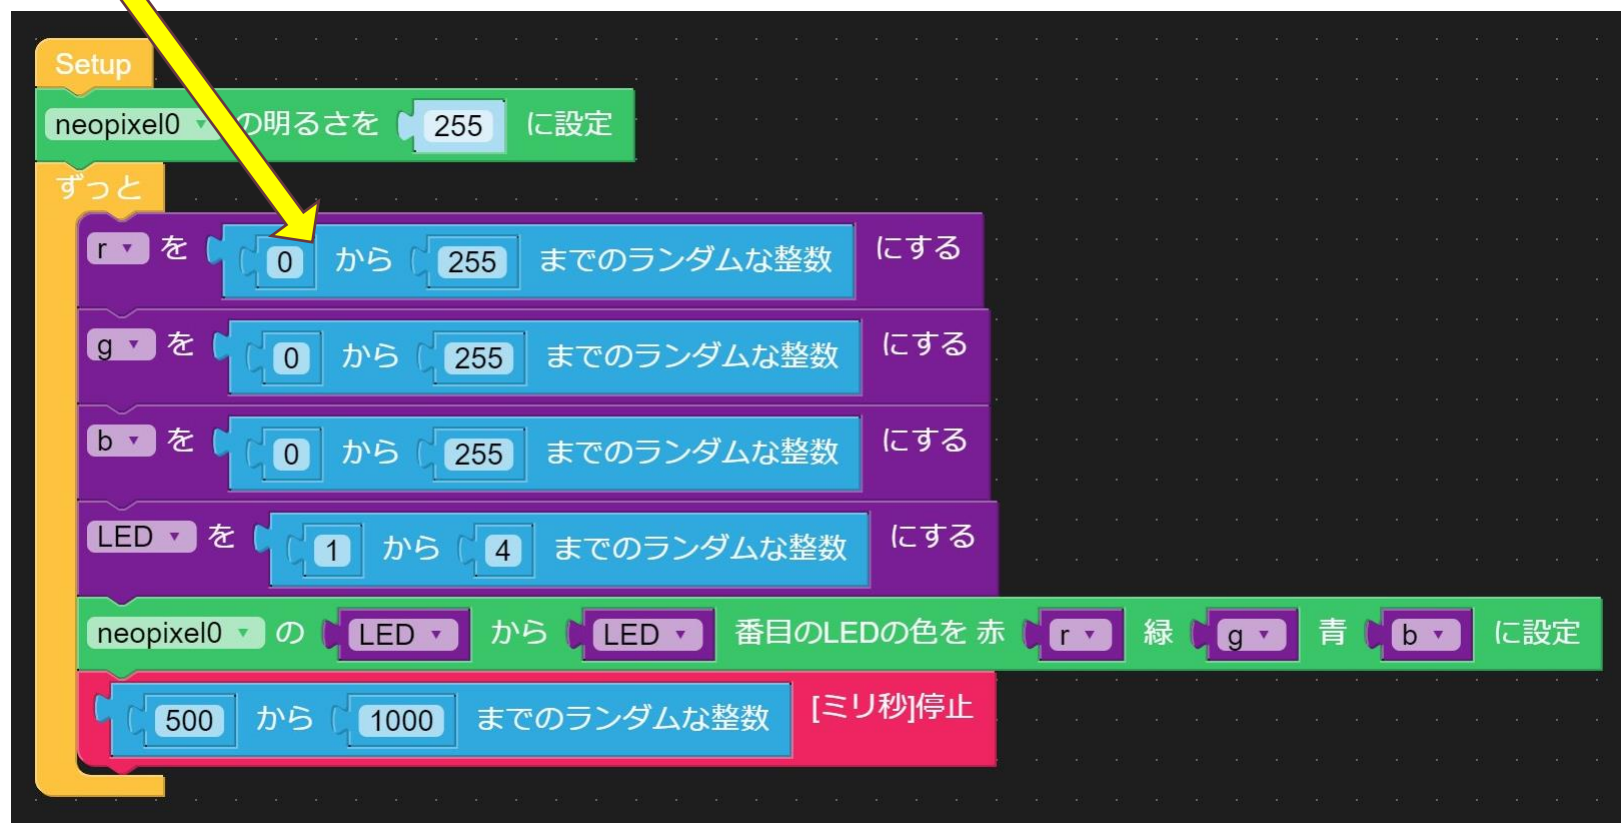 Setup
neopixel0 の明るさを 255 に設定
ずっと
r を 0 から 255 までのランダムな整数 にする
g を 0 から 255 までのランダムな整数 にする
b を 0 から 255 までのランダムな整数 にする
LED を 1 から 4 までのランダムな整数 にする
neopixel0 の LED から LED 番目のLEDの色を 赤 r 緑 g 青 b に設定
500 から 1000 までのランダムな整数 [ミリ秒]停止